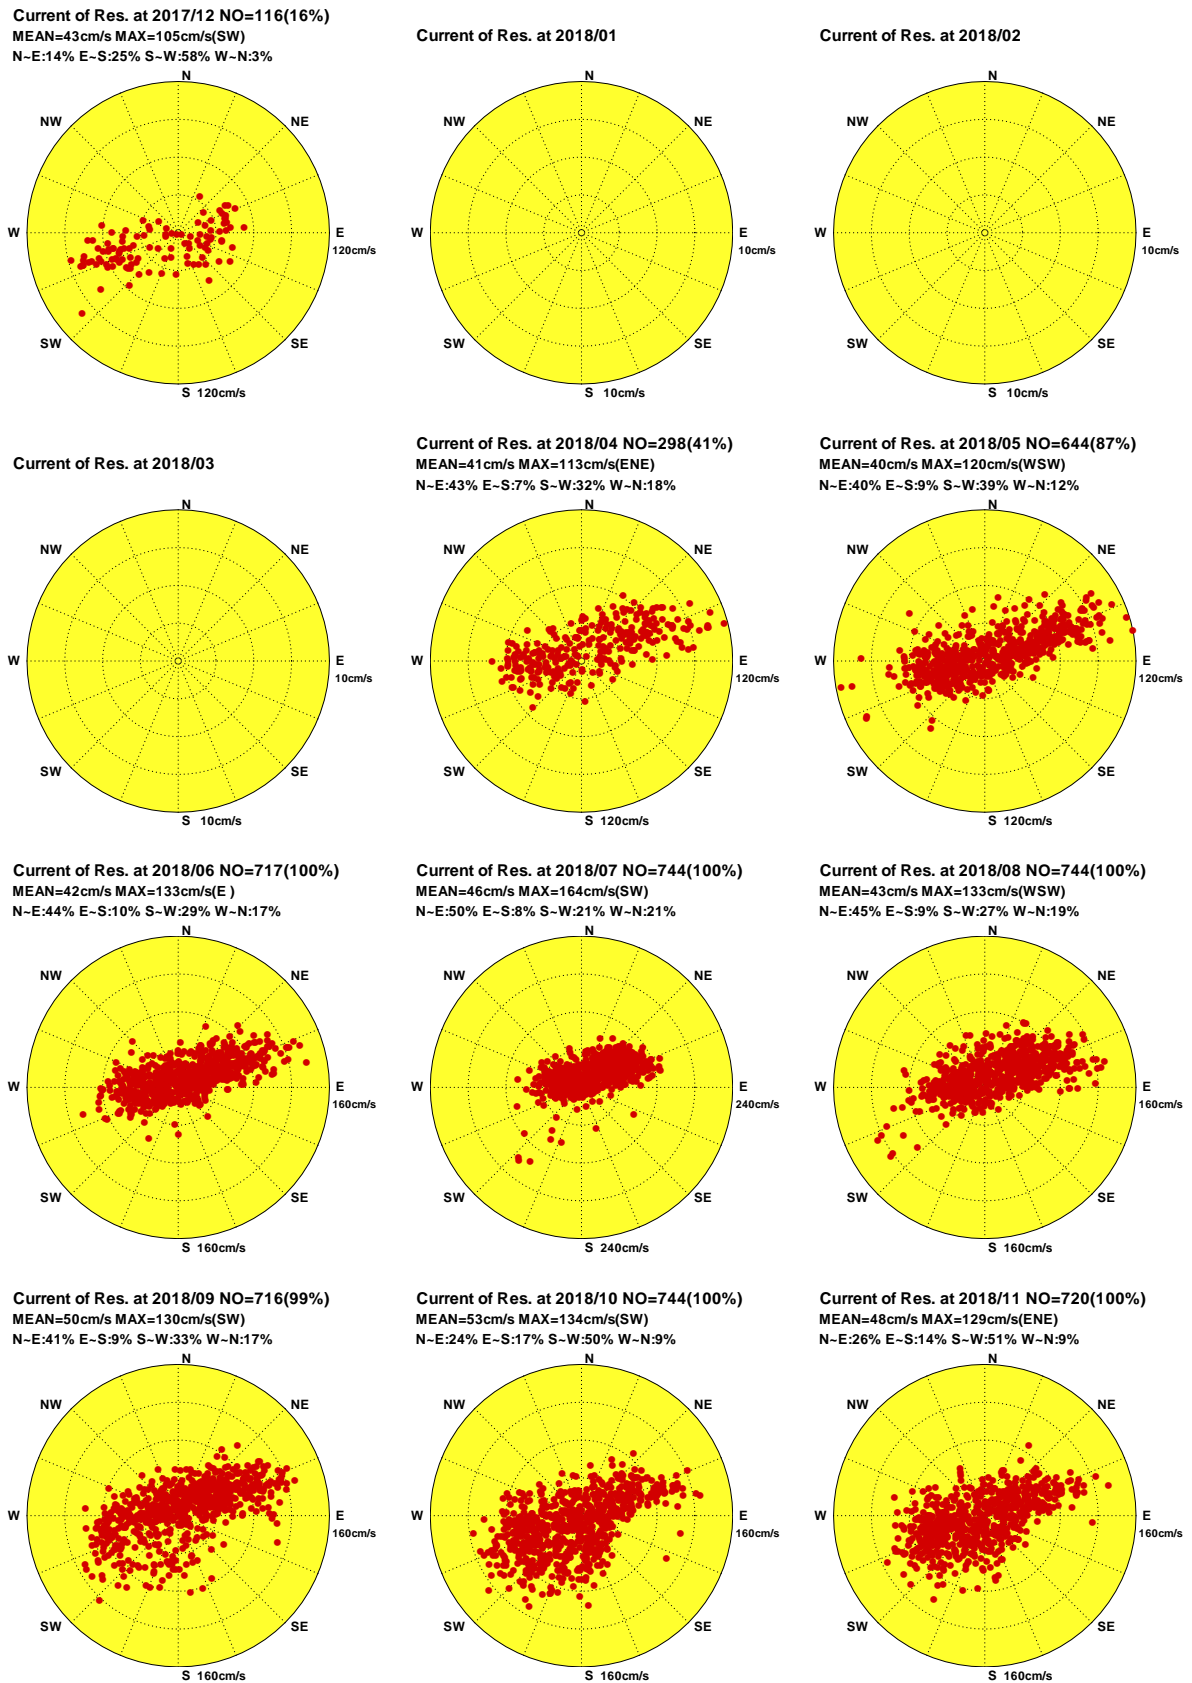 Current of Res. at 2017/12 NO=116(16%)
MEAN=43cm/s MAX=105cm/s(SW)
N~E:14% E~S:25% S~W:58% W~N:3%
N
NW
NE
W
E
120cm/s
SW
SE
S 120cm/s
Current of Res. at 2018/01
N
NW
NE
W
E
10cm/s
SW
SE
S 10cm/s
Current of Res. at 2018/02
N
NW
NE
W
E
10cm/s
SW
SE
S 10cm/s
Current of Res. at 2018/03
N
NW
NE
W
E
10cm/s
SW
SE
S 10cm/s
Current of Res. at 2018/04 NO=298(41%)
MEAN=41cm/s MAX=113cm/s(ENE)
N~E:43% E~S:7% S~W:32% W~N:18%
N
NW
NE
W
E
120cm/s
SW
SE
S 120cm/s
Current of Res. at 2018/05 NO=644(87%)
MEAN=40cm/s MAX=120cm/s(WSW)
N~E:40% E~S:9% S~W:39% W~N:12%
N
NW
NE
W
E
120cm/s
SW
SE
S 120cm/s
Current of Res. at 2018/06 NO=717(100%)
MEAN=42cm/s MAX=133cm/s(E )
N~E:44% E~S:10% S~W:29% W~N:17%
N
NW
NE
W
E
160cm/s
SW
SE
S 160cm/s
Current of Res. at 2018/07 NO=744(100%)
MEAN=46cm/s MAX=164cm/s(SW)
N~E:50% E~S:8% S~W:21% W~N:21%
N
NW
NE
W
E
240cm/s
SW
SE
S 240cm/s
Current of Res. at 2018/08 NO=744(100%)
MEAN=43cm/s MAX=133cm/s(WSW)
N~E:45% E~S:9% S~W:27% W~N:19%
N
NW
NE
W
E
160cm/s
SW
SE
S 160cm/s
Current of Res. at 2018/09 NO=716(99%)
MEAN=50cm/s MAX=130cm/s(SW)
N~E:41% E~S:9% S~W:33% W~N:17%
N
NW
NE
W
E
160cm/s
SW
SE
S 160cm/s
Current of Res. at 2018/10 NO=744(100%)
MEAN=53cm/s MAX=134cm/s(SW)
N~E:24% E~S:17% S~W:50% W~N:9%
N
NW
NE
W
E
160cm/s
SW
SE
S 160cm/s
Current of Res. at 2018/11 NO=720(100%)
MEAN=48cm/s MAX=129cm/s(ENE)
N~E:26% E~S:14% S~W:51% W~N:9%
N
NW
NE
W
E
160cm/s
SW
SE
S 160cm/s